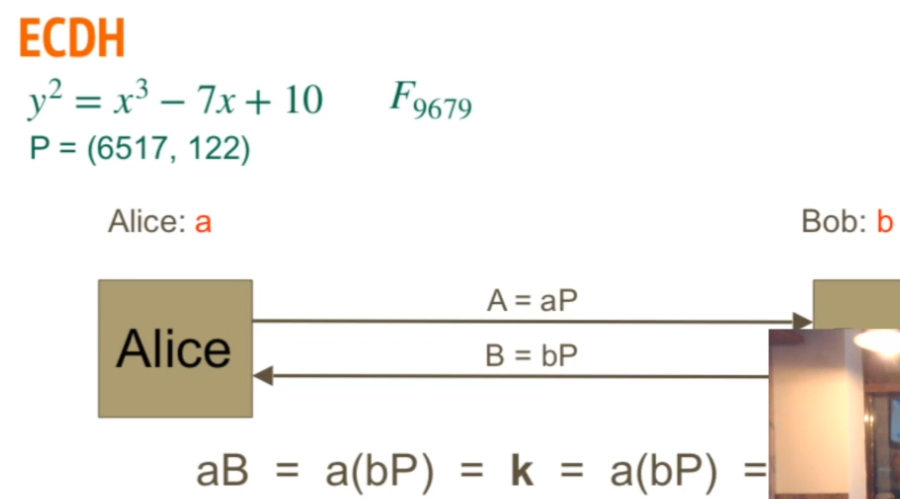 ECDH
y² = x³ – 7x + 10 F₉₆₇₉
P = (6517, 122)
Alice: a Bob: b
A = aP
Alice
B = bP
aB = a(bP) = k = a(bP) =